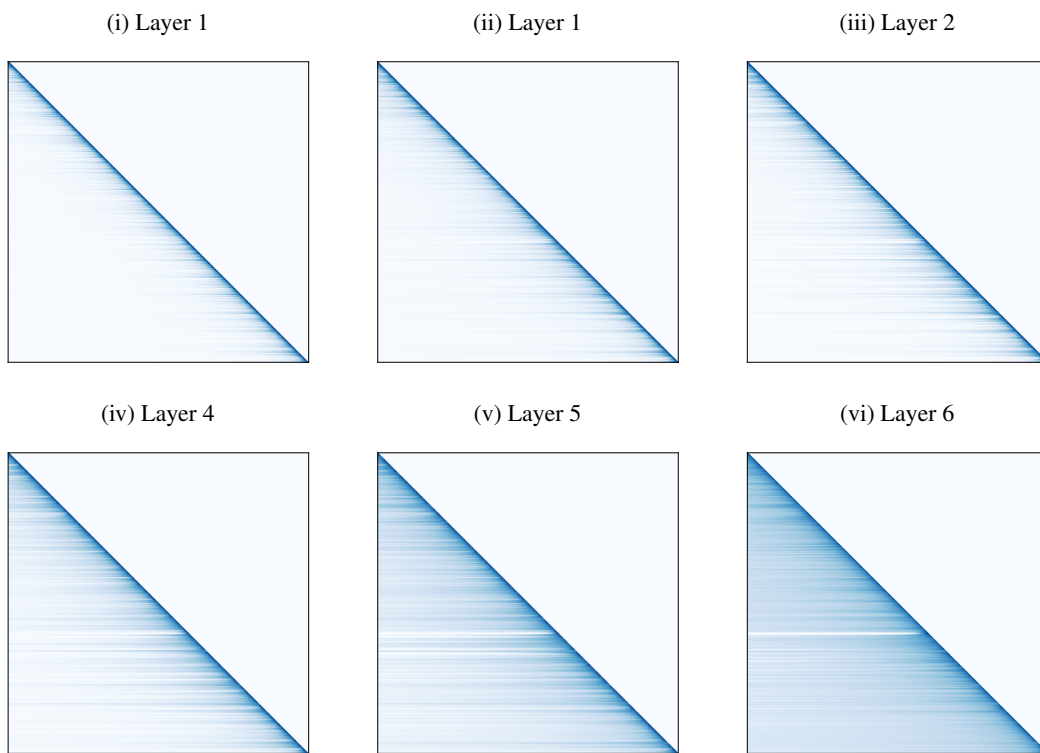 (i) Layer 1
(ii) Layer 1
(iii) Layer 2
(iv) Layer 4
(v) Layer 5
(vi) Layer 6